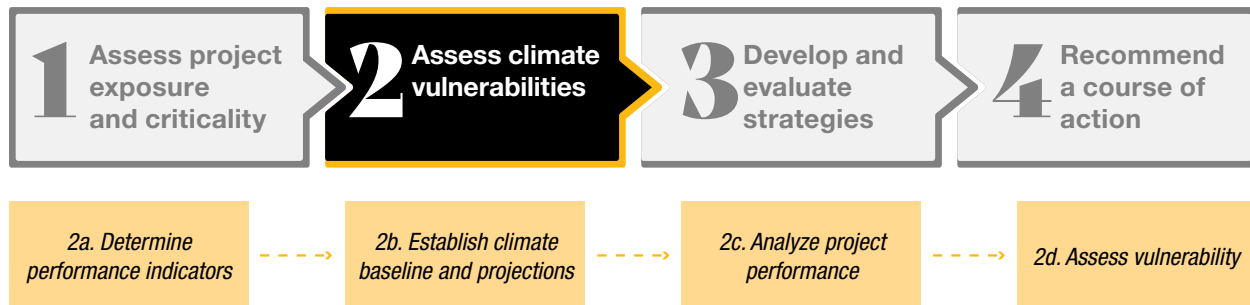 1 Assess project
exposure
and criticality
2 Assess climate
vulnerabilities
3 Develop and
evaluate
strategies
4 Recommend
a course of
action
2a. Determine
performance indicators
2b. Establish climate
baseline and projections
2c. Analyze project
performance
2d. Assess vulnerability